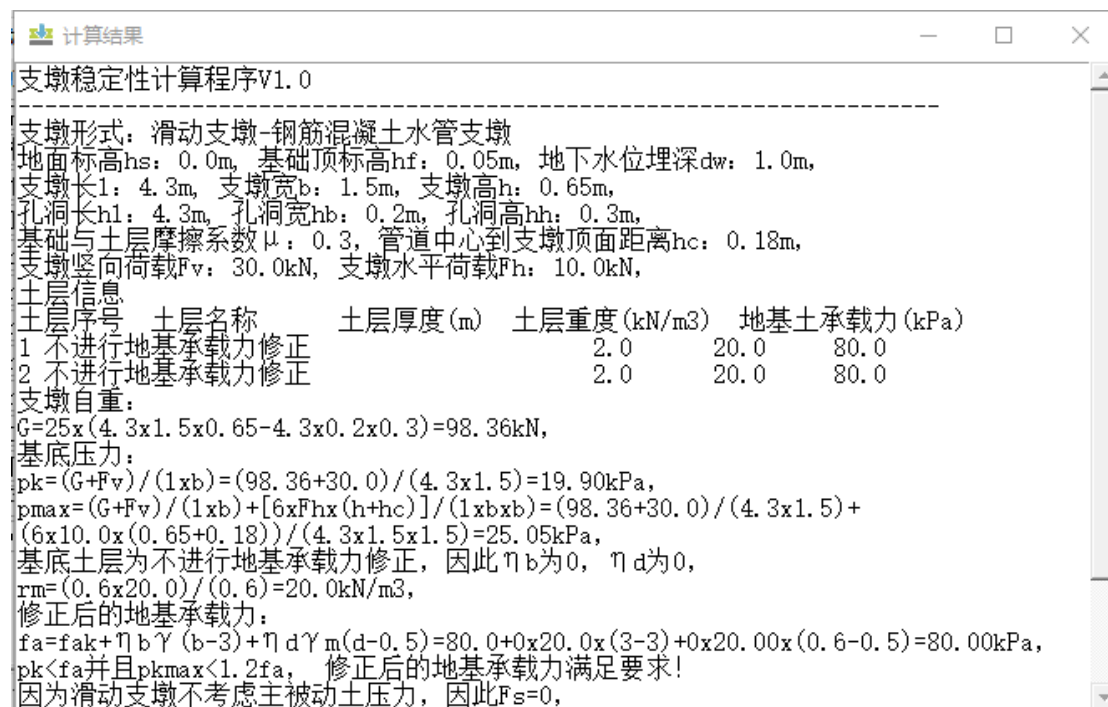 计算结果
支墩稳定性计算程序V1.0
---------------------------------------------------------------------
支墩形式：滑动支墩-钢筋混凝土水管支墩
地面标高hs：0.0m, 基础顶标高hf：0.05m，地下水位埋深dw：1.0m，
支墩长l：4.3m, 支墩宽b：1.5m，支墩高h：0.65m，
孔洞长hl：4.3m, 孔洞宽hb：0.2m，孔洞高hh：0.3m，
基础与土层摩擦系数μ：0.3，管道中心到支墩顶面距离hc：0.18m，
支墩竖向荷载Fv：30.0kN, 支墩水平荷载Fh：10.0kN，
土层信息
土层序号 土层名称 土层厚度(m) 土层重度(kN/m3) 地基土承载力(kPa)
1 不进行地基承载力修正 2.0 20.0 80.0
2 不进行地基承载力修正 2.0 20.0 80.0
支墩自重：
G=25x(4.3x1.5x0.65-4.3x0.2x0.3)=98.36kN，
基底压力：
pk=(G+Fv)/(lxb)=(98.36+30.0)/(4.3x1.5)=19.90kPa，
pmax=(G+Fv)/(lxb)+[6xFhx(h+hc)]/(lxbxb)=(98.36+30.0)/(4.3x1.5)+
(6x10.0x(0.65+0.18))/(4.3x1.5x1.5)=25.05kPa，
基底土层为不进行地基承载力修正，因此ηb为0，ηd为0，
rm=(0.6x20.0)/(0.6)=20.0kN/m3，
修正后的地基承载力：
fa=fak+ηbγ(b-3)+ηdγm(d-0.5)=80.0+0x20.0x(3-3)+0x20.00x(0.6-0.5)=80.00kPa，
pk<fa并且pkmax<1.2fa， 修正后的地基承载力满足要求!
因为滑动支墩不考虑主被动土压力，因此Fs=0，